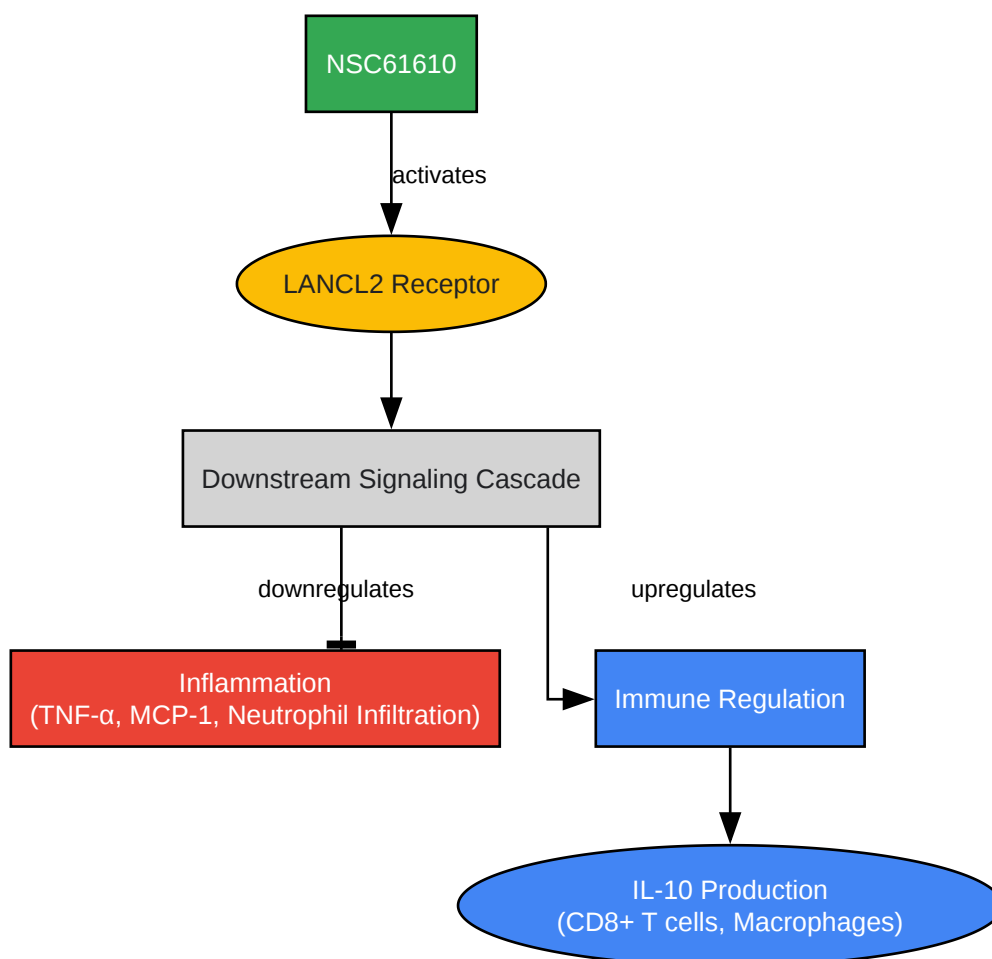 NSC61610
activates
LANCL2 Receptor
Downstream Signaling Cascade
downregulates
upregulates
Inflammation
(TNF-α, MCP-1, Neutrophil Infiltration)
Immune Regulation
IL-10 Production
(CD8+ T cells, Macrophages)